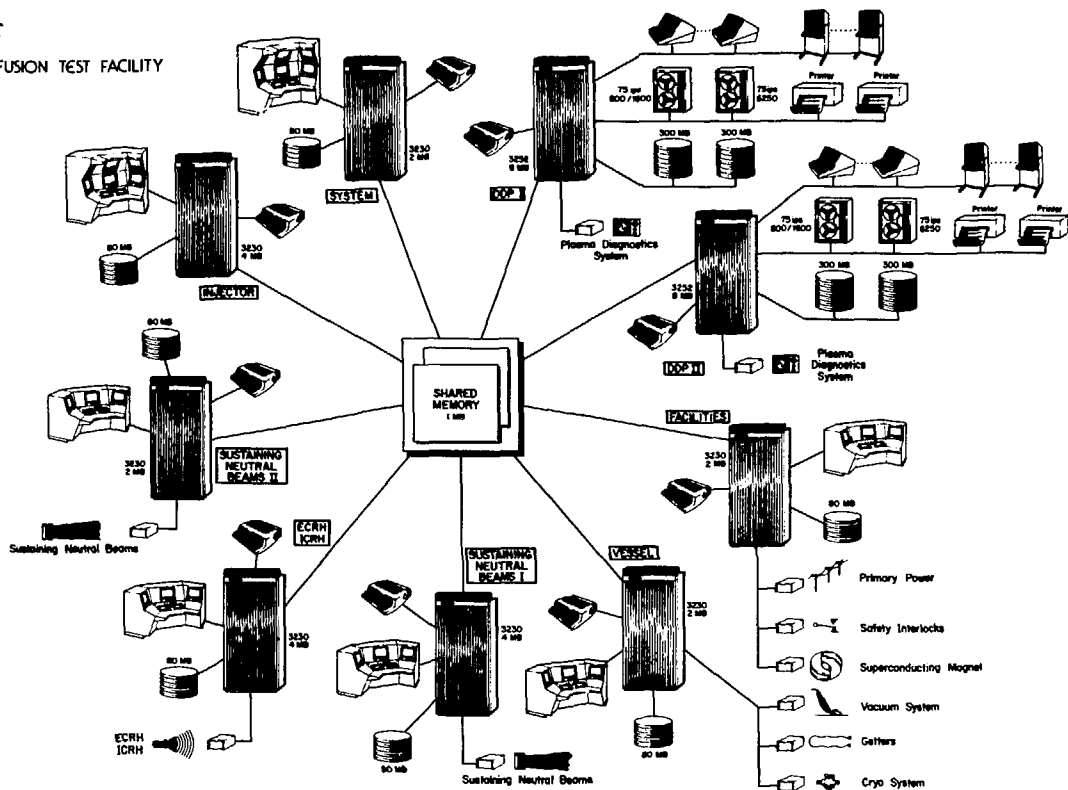 FUSION TEST FACILITY
80 MB
3230
2 MB
SYSTEM
75 ips
800/1600
75 ips
6250
Printer
Printer
300 MB
300 MB
3252
8 MB
DDP I
Plasma Diagnostics
System
80 MB
3230
4 MB
INJECTOR
75 ips
800/1600
75 ips
6250
Printer
Printer
300 MB
300 MB
3252
8 MB
DDP II
Plasma
Diagnostics
System
SHARED
MEMORY
1 MB
80 MB
3230
2 MB
SUSTAINING
NEUTRAL
BEAMS II
Sustaining Neutral Beams
FACILITIES
3230
2 MB
80 MB
Primary Power
Safety Interlocks
Superconducting Magnet
ECRH
ICRH
3230
4 MB
80 MB
ECRH
ICRH
SUSTAINING
NEUTRAL
BEAMS I
3230
4 MB
80 MB
Sustaining Neutral Beams
VESSEL
3230
2 MB
80 MB
Vacuum System
Getters
Cryo System